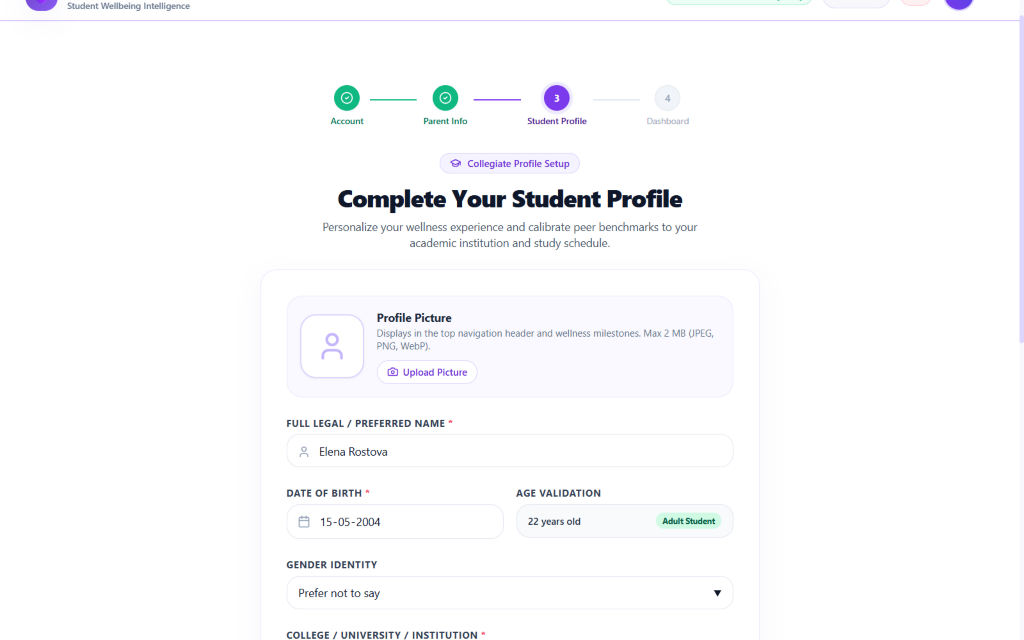 Student Wellbeing Intelligence
3
4
Account
Parent Info
Student Profile
Dashboard
Collegiate Profile Setup
Complete Your Student Profile
Personalize your wellness experience and calibrate peer benchmarks to your
academic institution and study schedule.
Profile Picture
Displays in the top navigation header and wellness milestones. Max 2 MB (JPEG,
PNG, WebP).
Upload Picture
FULL LEGAL / PREFERRED NAME *
Elena Rostova
DATE OF BIRTH *
AGE VALIDATION
15-05-2004
22 years old
Adult Student
GENDER IDENTITY
Prefer not to say
COLLEGE / UNIVERSITY / INSTITUTION *